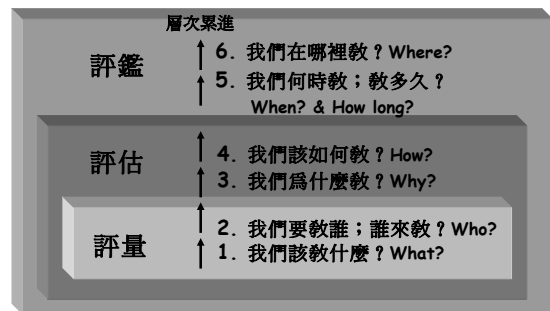 層次累進
評鑑
6. 我們在哪裡教？Where?
5. 我們何時教；教多久？
When? & How long?
評估
4. 我們該如何教？How?
3. 我們為什麼教？Why?
評量
2. 我們要教誰；誰來教？Who?
1. 我們該教什麼？What?